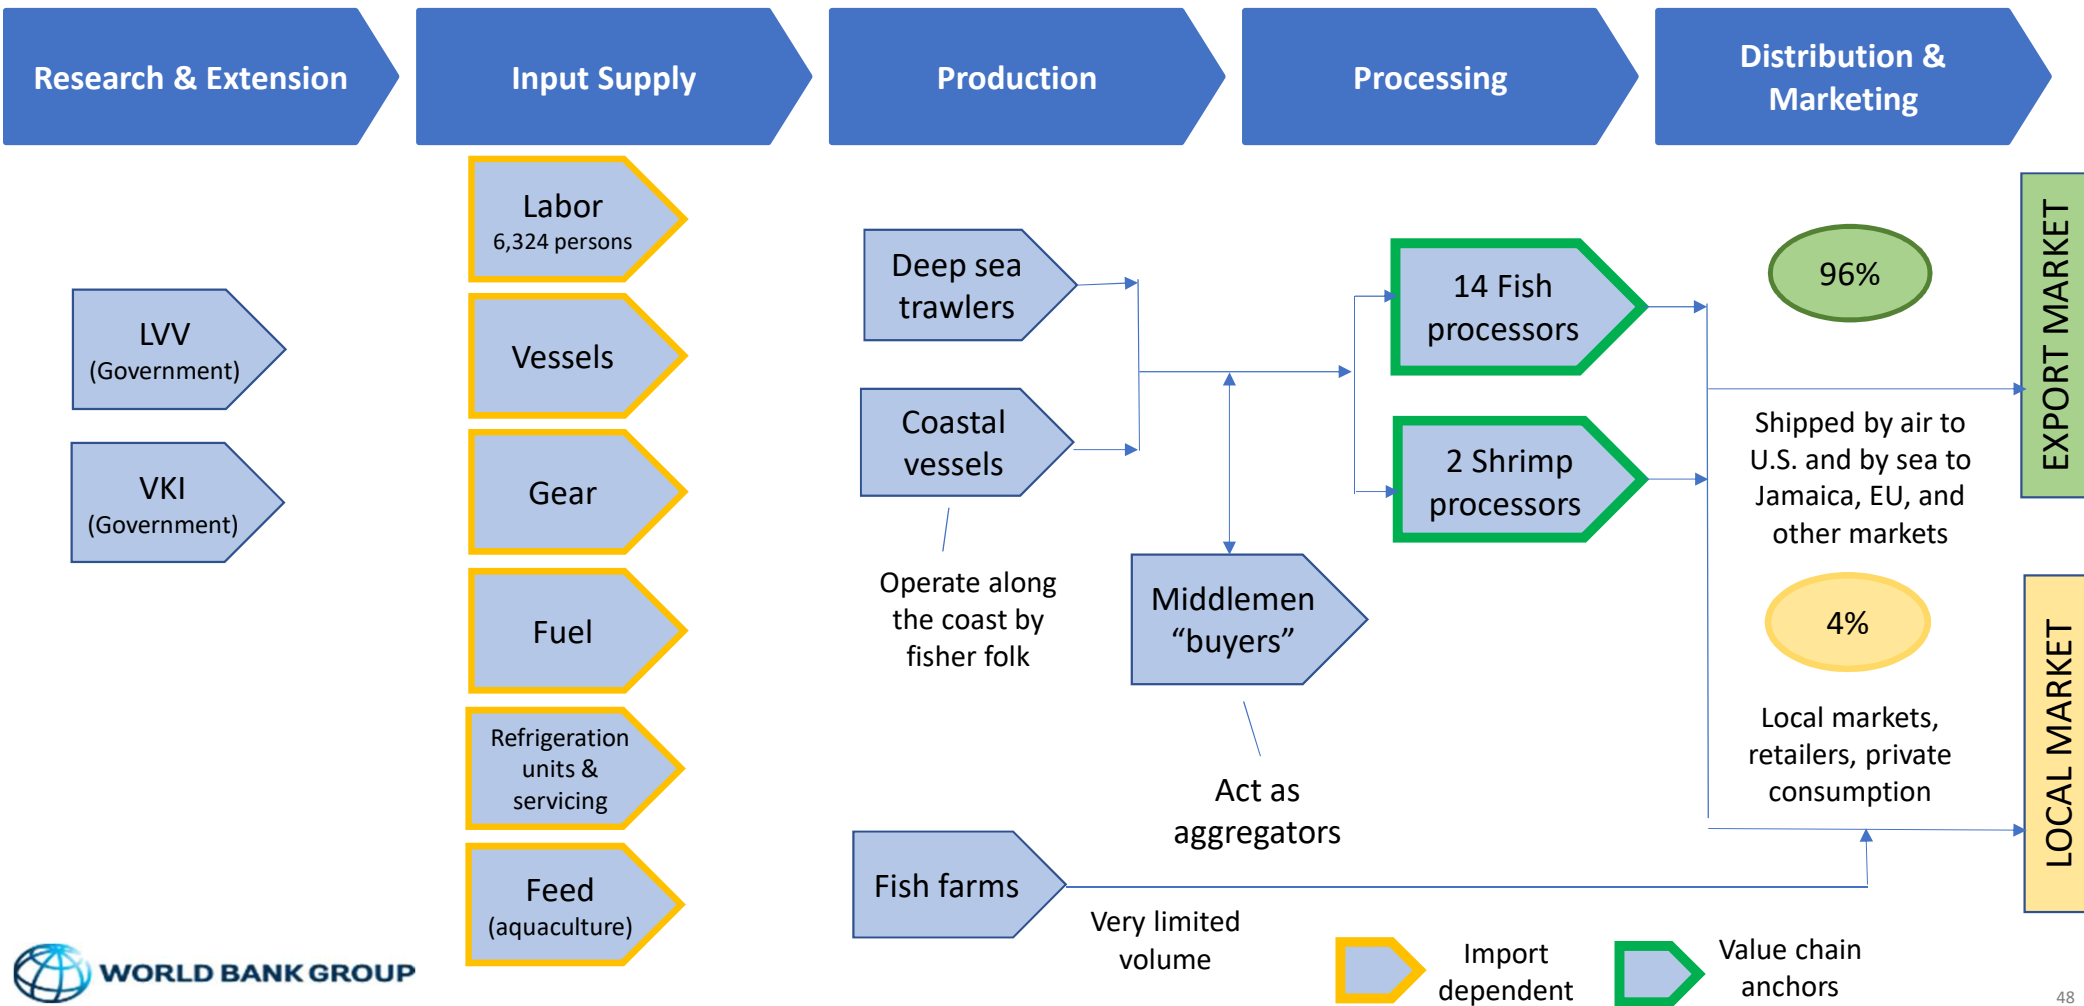 Research & Extension
Input Supply
Production
Processing
Distribution &
Marketing
LVV
(Government)
VKI
(Government)
Labor
6,324 persons
Vessels
Gear
Fuel
Refrigeration
units &
servicing
Feed
(aquaculture)
Deep sea
trawlers
Coastal
vessels
Operate along
the coast by
fisher folk
Middlemen
“buyers”
Act as
aggregators
Fish farms
Very limited
volume
14 Fish
processors
2 Shrimp
processors
96%
Shipped by air to
U.S. and by sea to
Jamaica, EU, and
other markets
4%
Local markets,
retailers, private
consumption
EXPORT MARKET
LOCAL MARKET
Import
dependent
Value chain
anchors
WORLD BANK GROUP
48